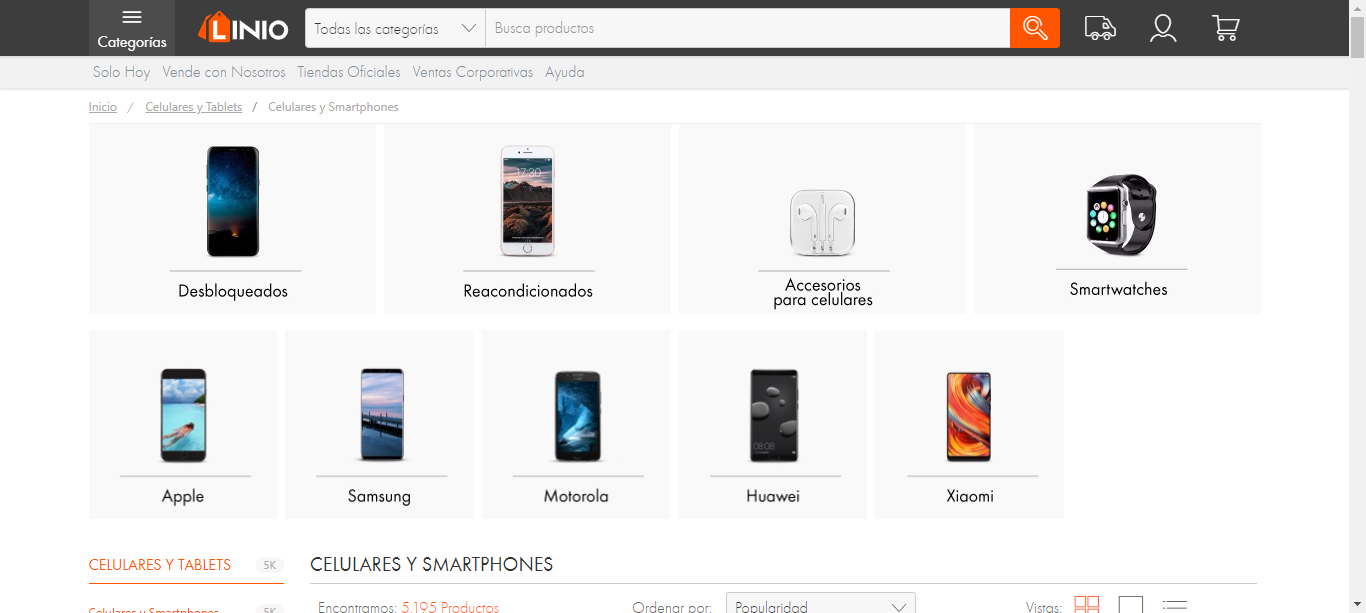 Categorías
LINIO
Todas las categorías
Busca productos
Solo Hoy Vende con Nosotros Tiendas Oficiales Ventas Corporativas Ayuda
Inicio / Celulares y Tablets / Celulares y Smartphones
17:30
Desbloqueados
Reacondicionados
Accesorios
para celulares
Smartwatches
08:08
Apple
Samsung
Motorola
Huawei
Xiaomi
CELULARES Y TABLETS 5K
Celulares y Smartphones 5K
CELULARES Y SMARTPHONES
Encontramos: 5,195 Productos
Ordenar por: Popularidad
Vistas: